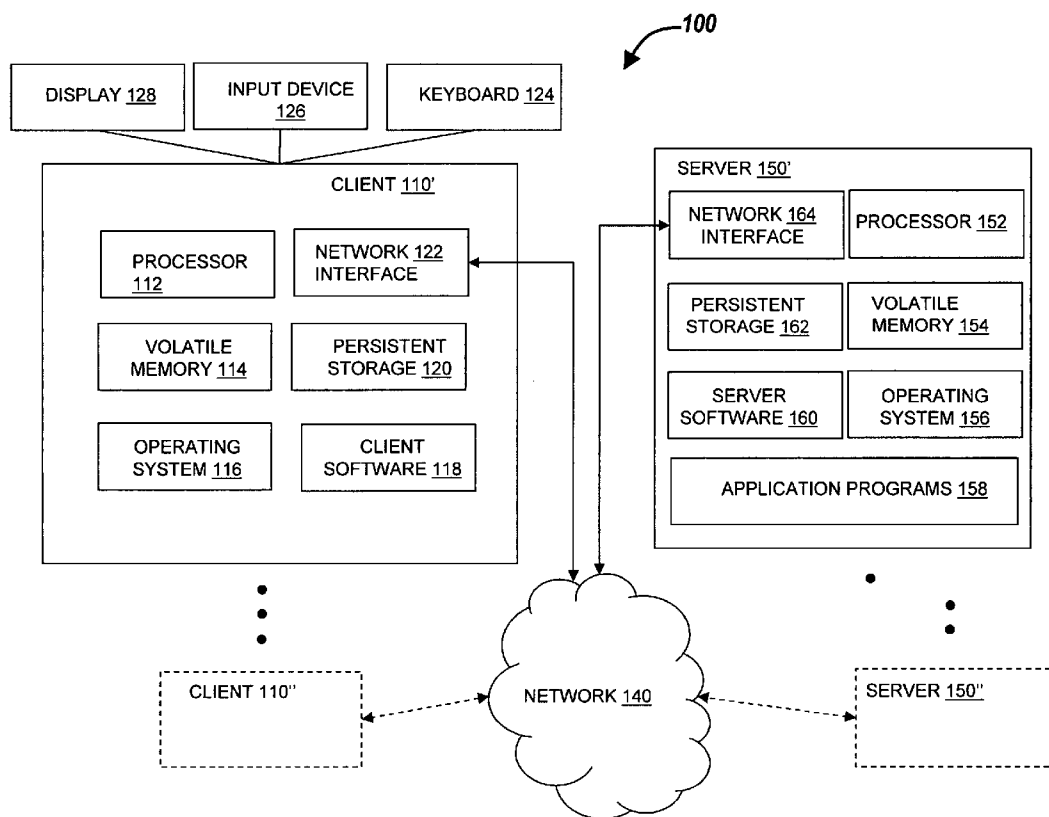 100
DISPLAY 128
INPUT DEVICE
126
KEYBOARD 124
CLIENT 110'
PROCESSOR
112
NETWORK 122
INTERFACE
VOLATILE
MEMORY 114
PERSISTENT
STORAGE 120
OPERATING
SYSTEM 116
CLIENT
SOFTWARE 118
SERVER 150'
NETWORK 164
INTERFACE
PROCESSOR 152
PERSISTENT
STORAGE 162
VOLATILE
MEMORY 154
SERVER
SOFTWARE 160
OPERATING
SYSTEM 156
APPLICATION PROGRAMS 158
CLIENT 110"
NETWORK 140
SERVER 150"